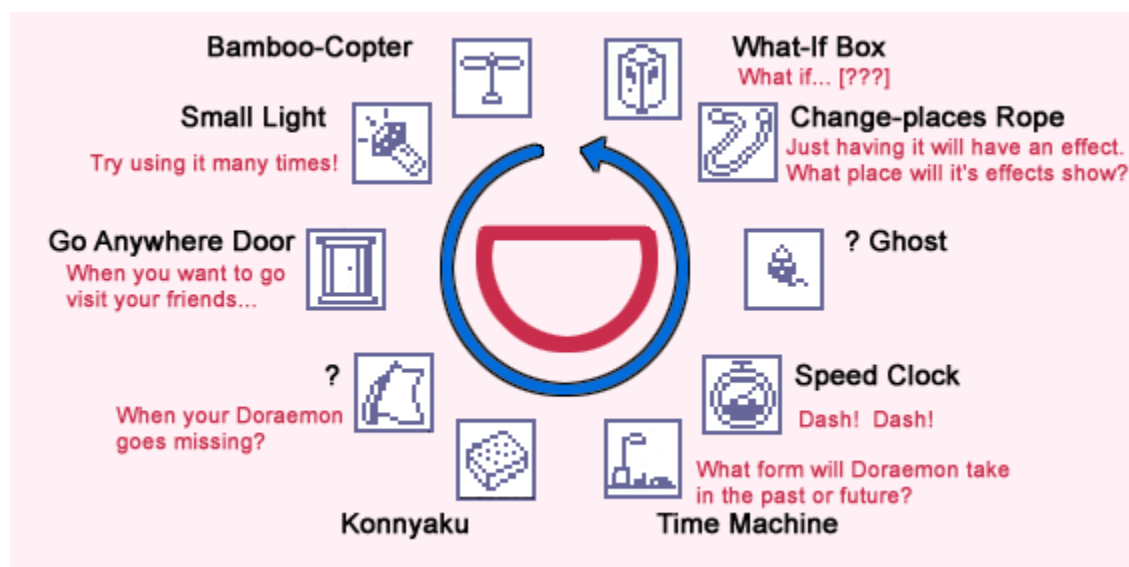 Bamboo-Copter
What-If Box
What if... [???]
Small Light
Try using it many times!
Change-places Rope
Just having it will have an effect.
What place will it's effects show?
Go Anywhere Door
When you want to go
visit your friends...
? Ghost
?
When your Doraemon
goes missing?
Speed Clock
Dash! Dash!
Konnyaku
What form will Doraemon take
in the past or future?
Time Machine